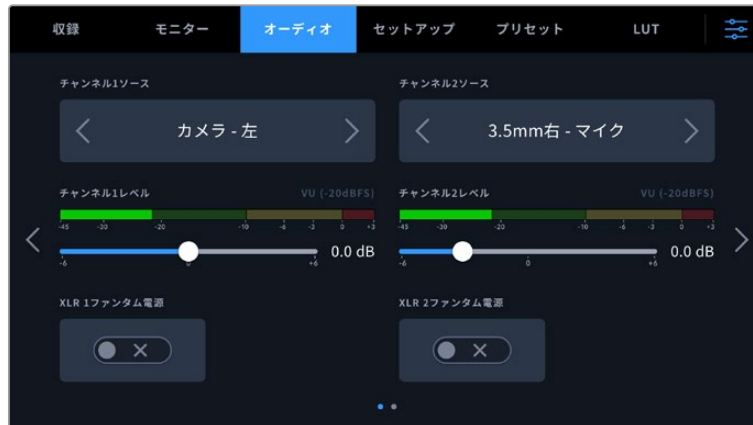 収録 モニター オーディオ セットアップ プリセット LUT
チャンネル1ソース チャンネル2ソース
カメラ - 左 3.5mm右 - マイク
チャンネル1レベル VU (-20dBFS) チャンネル2レベル VU (-20dBFS)
-45 -30 -20 -10 -6 -3 0 +3 -45 -30 -20 -10 -6 -3 0 +3
0.0 dB 0.0 dB
-6 0 +6 -6 0 +6
XLR 1ファンタム電源 XLR 2ファンタム電源